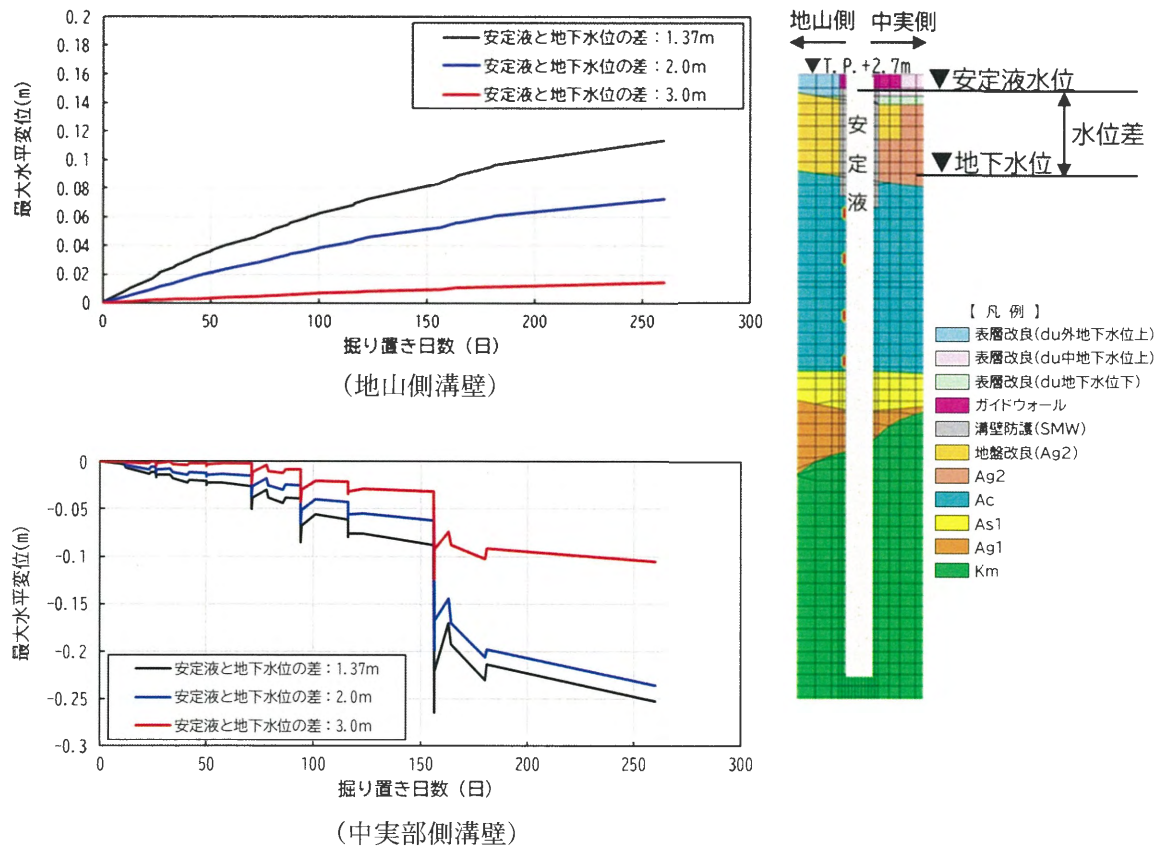 0.2
0.18
0.16
0.14
0.12
0.1
0.08
0.06
0.04
0.02
0
最大水平変位(m)
安定液と地下水位の差：1.37m
安定液と地下水位の差：2.0m
安定液と地下水位の差：3.0m
0 50 100 150 200 250 300
掘り置き日数（日）
（地山側溝壁）
0
-0.05
-0.1
-0.15
-0.2
-0.25
-0.3
最大水平変位(m)
安定液と地下水位の差：1.37m
安定液と地下水位の差：2.0m
安定液と地下水位の差：3.0m
0 50 100 150 200 250 300
掘り置き日数（日）
（中実部側溝壁）
地山側 中実側
▼T.P.+2.7m
▼安定液水位
安定液
水位差
▼地下水位
【 凡 例 】
表層改良(du外地下水位上)
表層改良(du中地下水位上)
表層改良(du地下水位下)
ガイドウォール
溝壁防護(SMW)
地盤改良(Ag2)
Ag2
Ac
As1
Ag1
Km